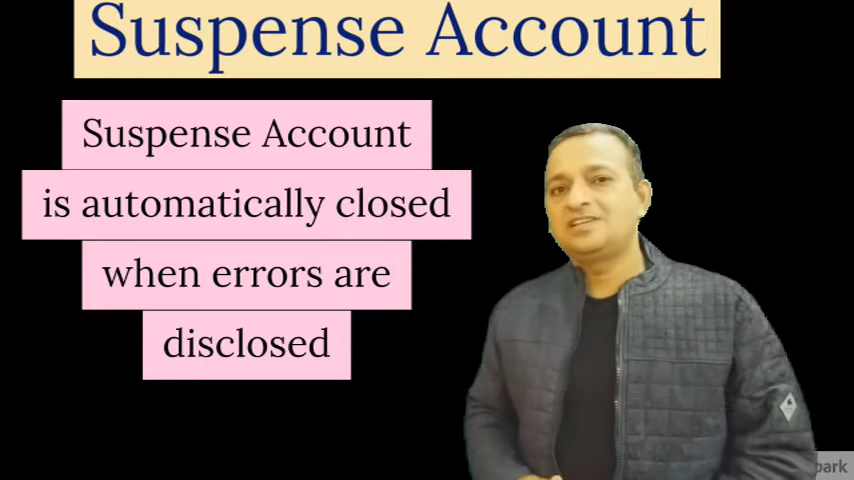 Suspense Account
Suspense Account
is automatically closed
when errors are
disclosed